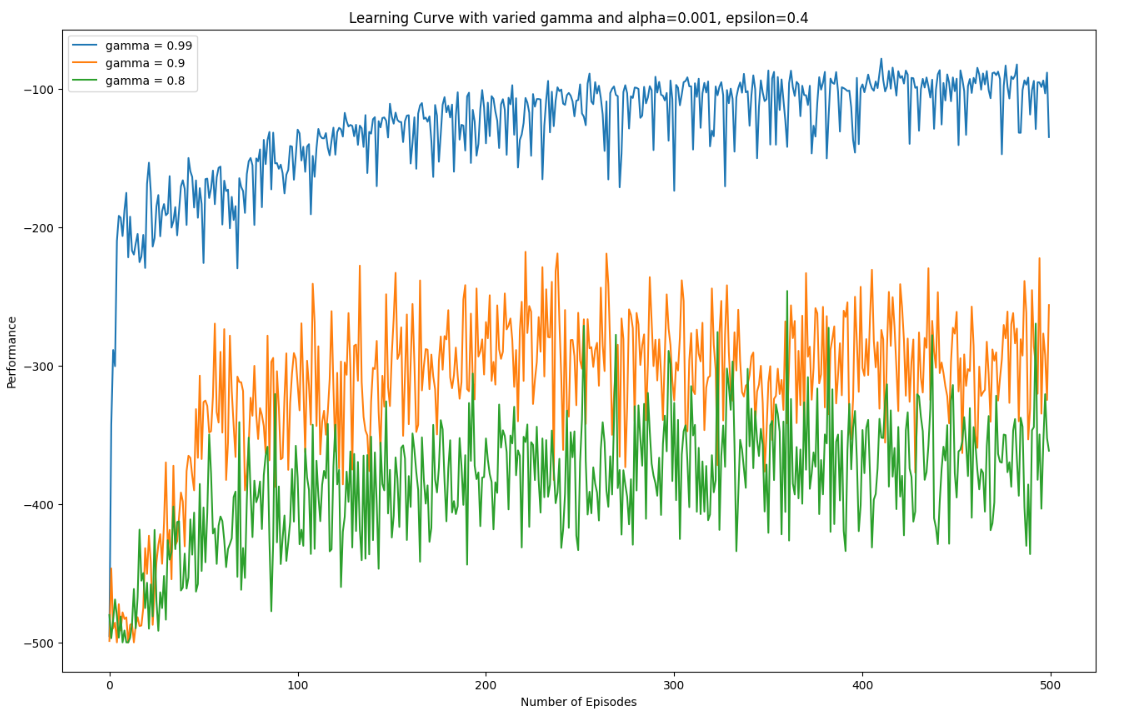 Learning Curve with varied gamma and alpha=0.001, epsilon=0.4
gamma = 0.99
gamma = 0.9
gamma = 0.8
−100
−200
−300
−400
−500
Performance
0 100 200 300 400 500
Number of Episodes